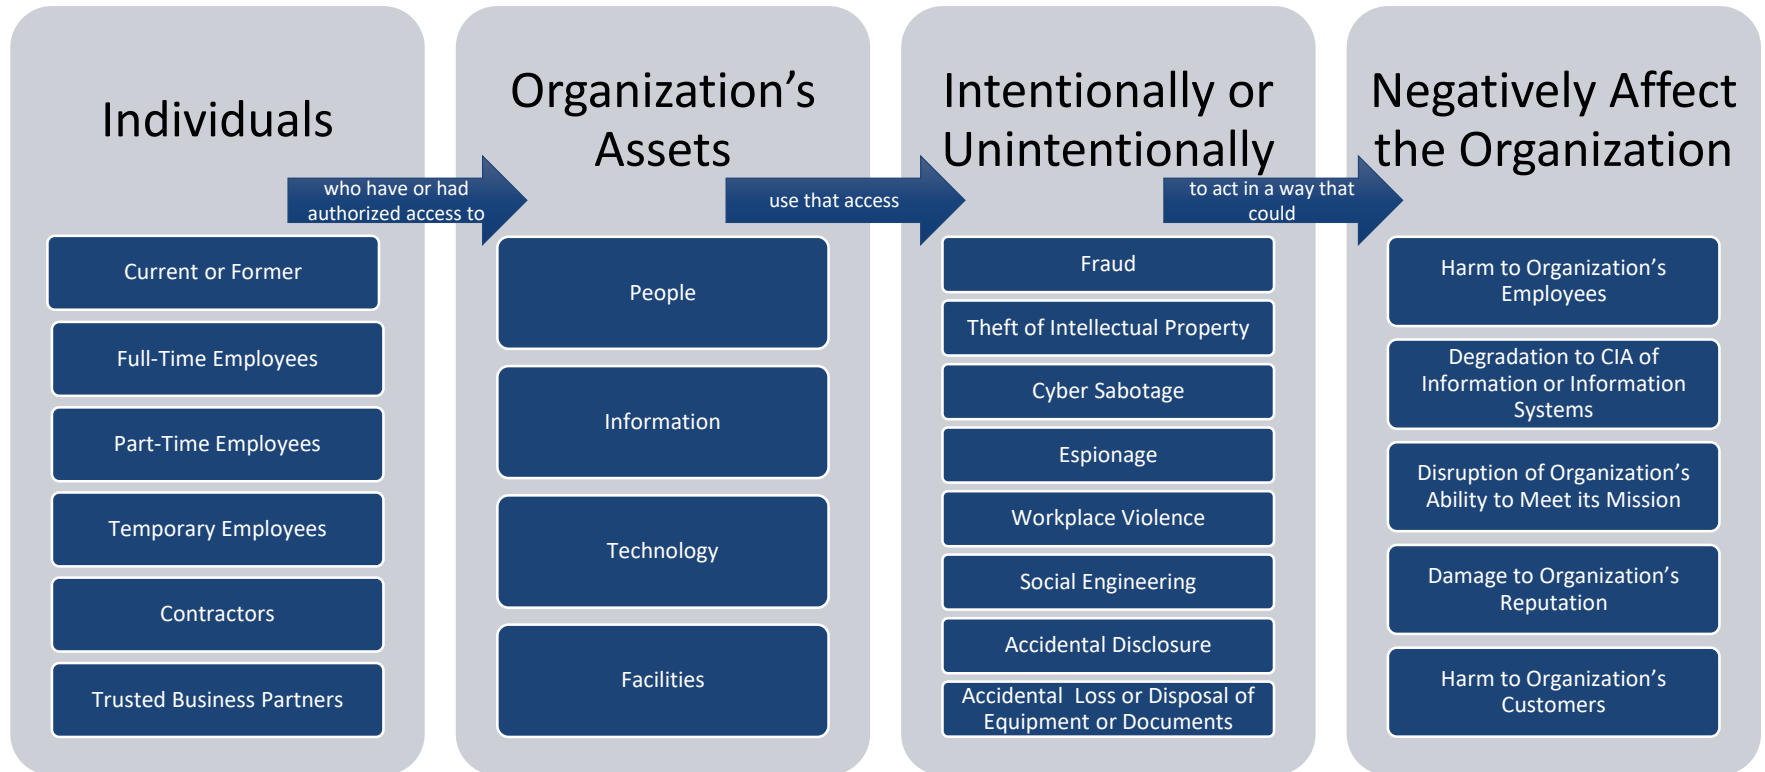 Individuals
who have or had
authorized access to
Current or Former
Full-Time Employees
Part-Time Employees
Temporary Employees
Contractors
Trusted Business Partners
Organization’s
Assets
use that access
People
Information
Technology
Facilities
Intentionally or
Unintentionally
to act in a way that
could
Fraud
Theft of Intellectual Property
Cyber Sabotage
Espionage
Workplace Violence
Social Engineering
Accidental Disclosure
Accidental  Loss or Disposal of
Equipment or Documents
Negatively Affect
the Organization
Harm to Organization’s
Employees
Degradation to CIA of
Information or Information
Systems
Disruption of Organization’s
Ability to Meet its Mission
Damage to Organization’s
Reputation
Harm to Organization’s
Customers